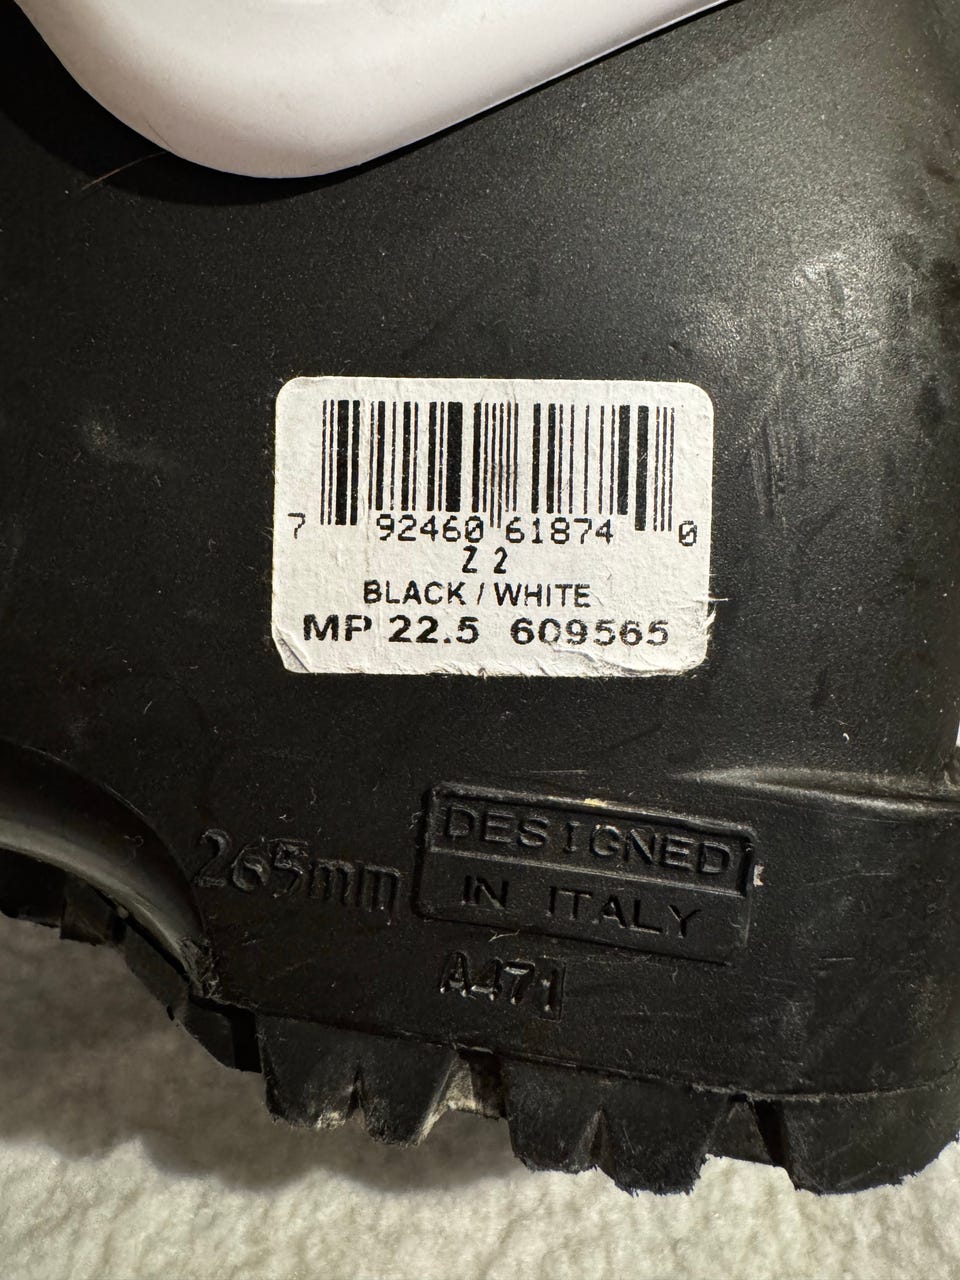 7 92460 61874 0
Z 2
BLACK / WHITE
MP 22.5 609565
265mm
DESIGNED
IN ITALY
A471